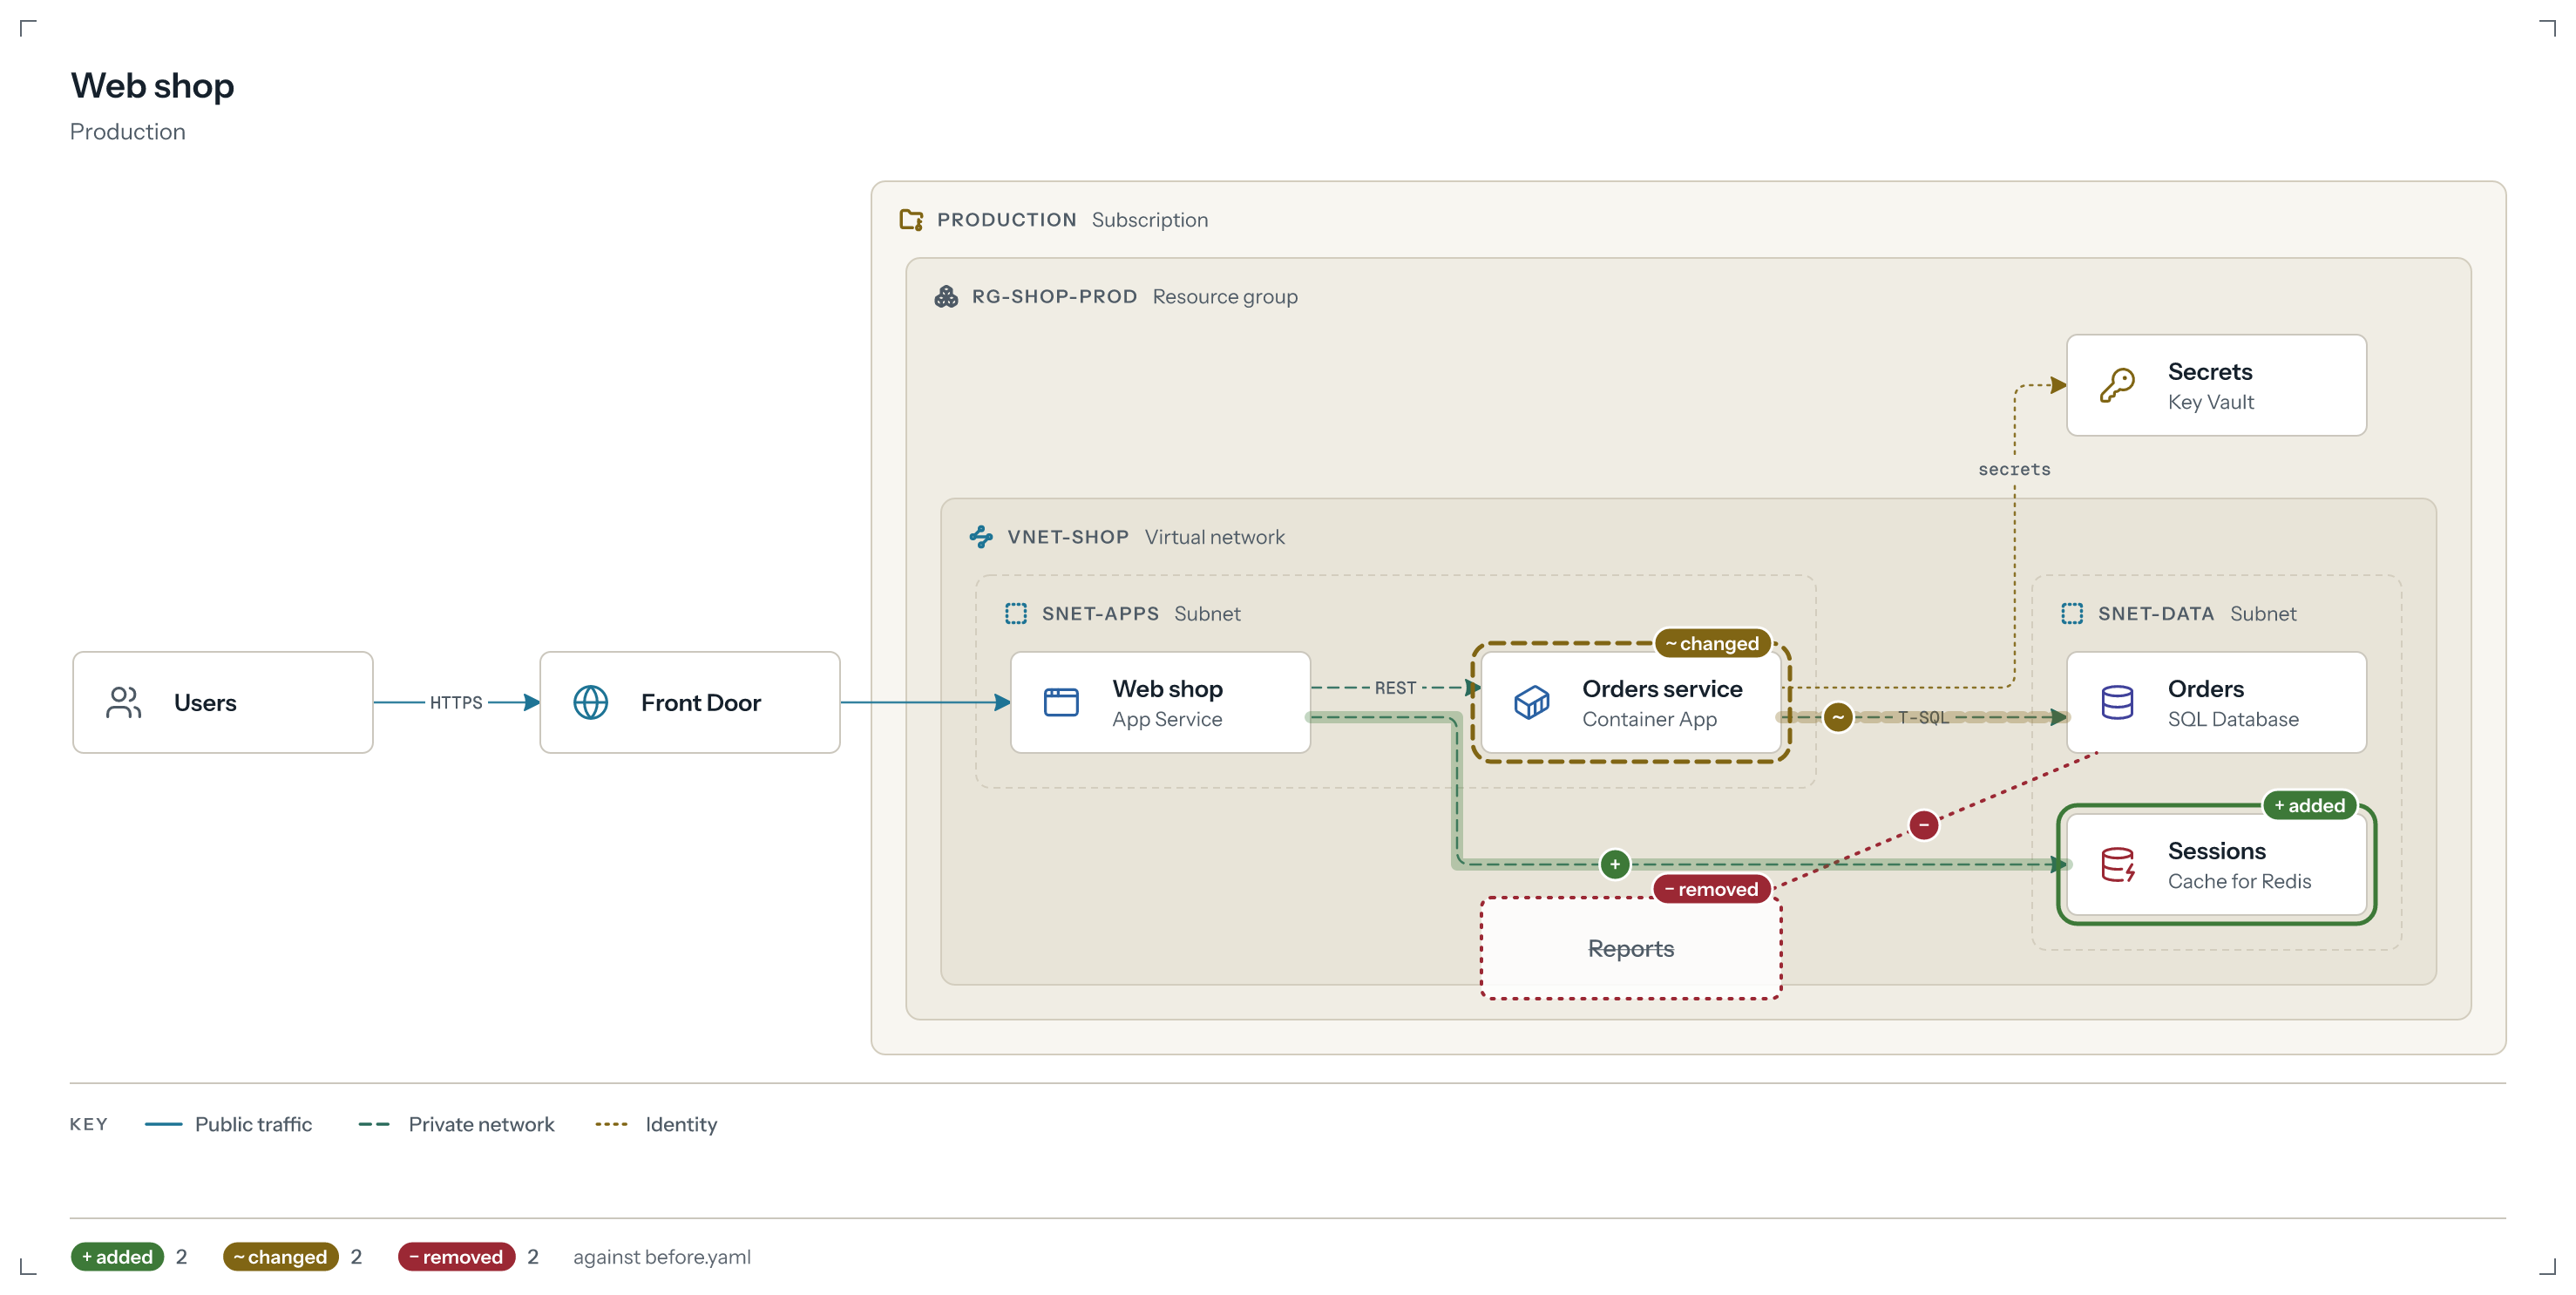 Web shop
Production
PRODUCTION Subscription
RG-SHOP-PROD Resource group
Secrets
Key Vault
secrets
VNET-SHOP Virtual network
SNET-APPS Subnet
SNET-DATA Subnet
~ changed
Users
HTTPS
Front Door
Web shop
App Service
REST
Orders service
Container App
~
T-SQL
Orders
SQL Database
−
+ added
+
Sessions
Cache for Redis
− removed
Reports
KEY Public traffic Private network Identity
+ added 2 ~ changed 2 − removed 2 against before.yaml